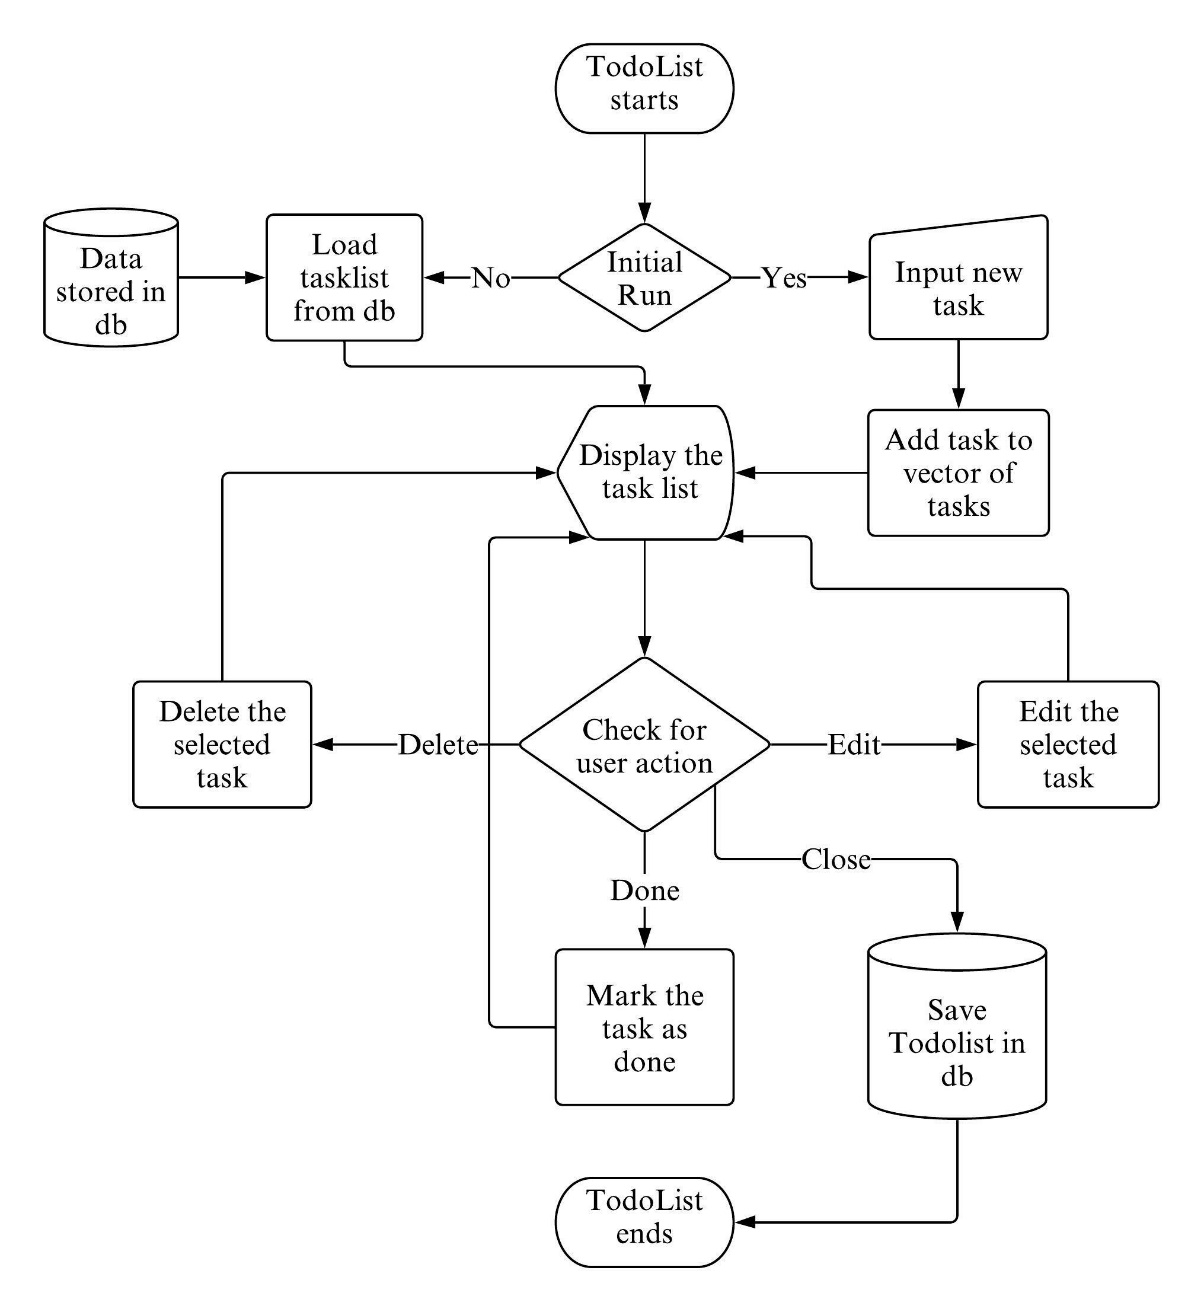 TodoList
starts
Data
stored in
db
Load
tasklist
from db
No
Initial
Run
Yes
Input new
task
Display the
task list
Add task to
vector of
tasks
Delete the
selected
task
Delete
Check for
user action
Edit
Edit the
selected
task
Close
Done
Mark the
task as
done
Save
Todolist in
db
TodoList
ends